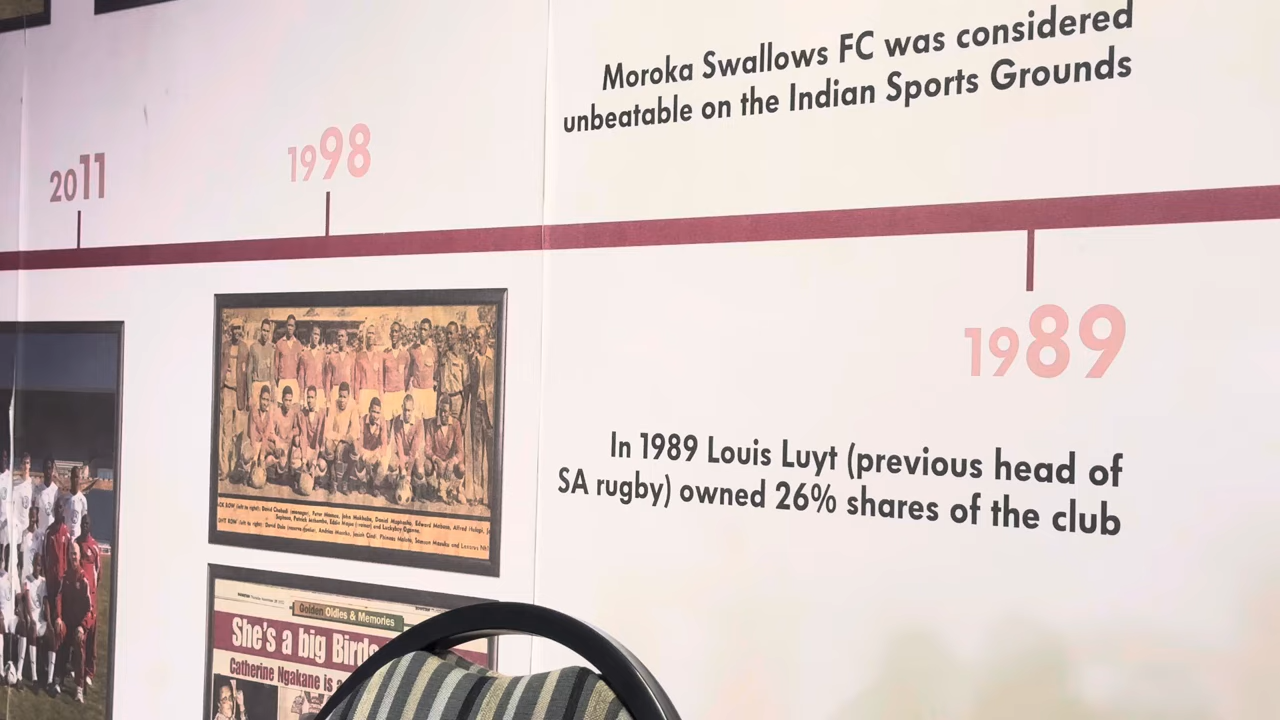 Moroka Swallows FC was considered
unbeatable on the Indian Sports Grounds
2011
1998
1989
In 1989 Louis Luyt (previous head of
SA rugby) owned 26% shares of the club
Golden Oldies & Memories
She's a big Birds
Catherine Ngakane is